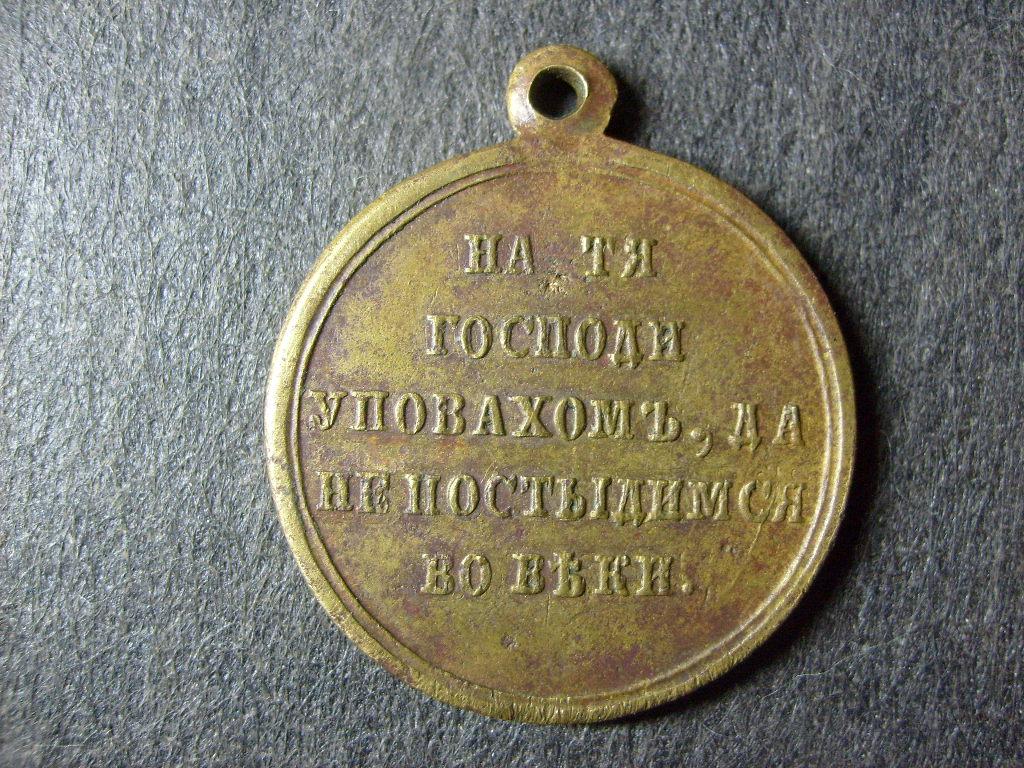 НА ТЯ
ГОСПОДИ
УПОВАХОМЪ, ДА
НЕ ПОСТЫДИМСЯ
ВО ВѢКИ.